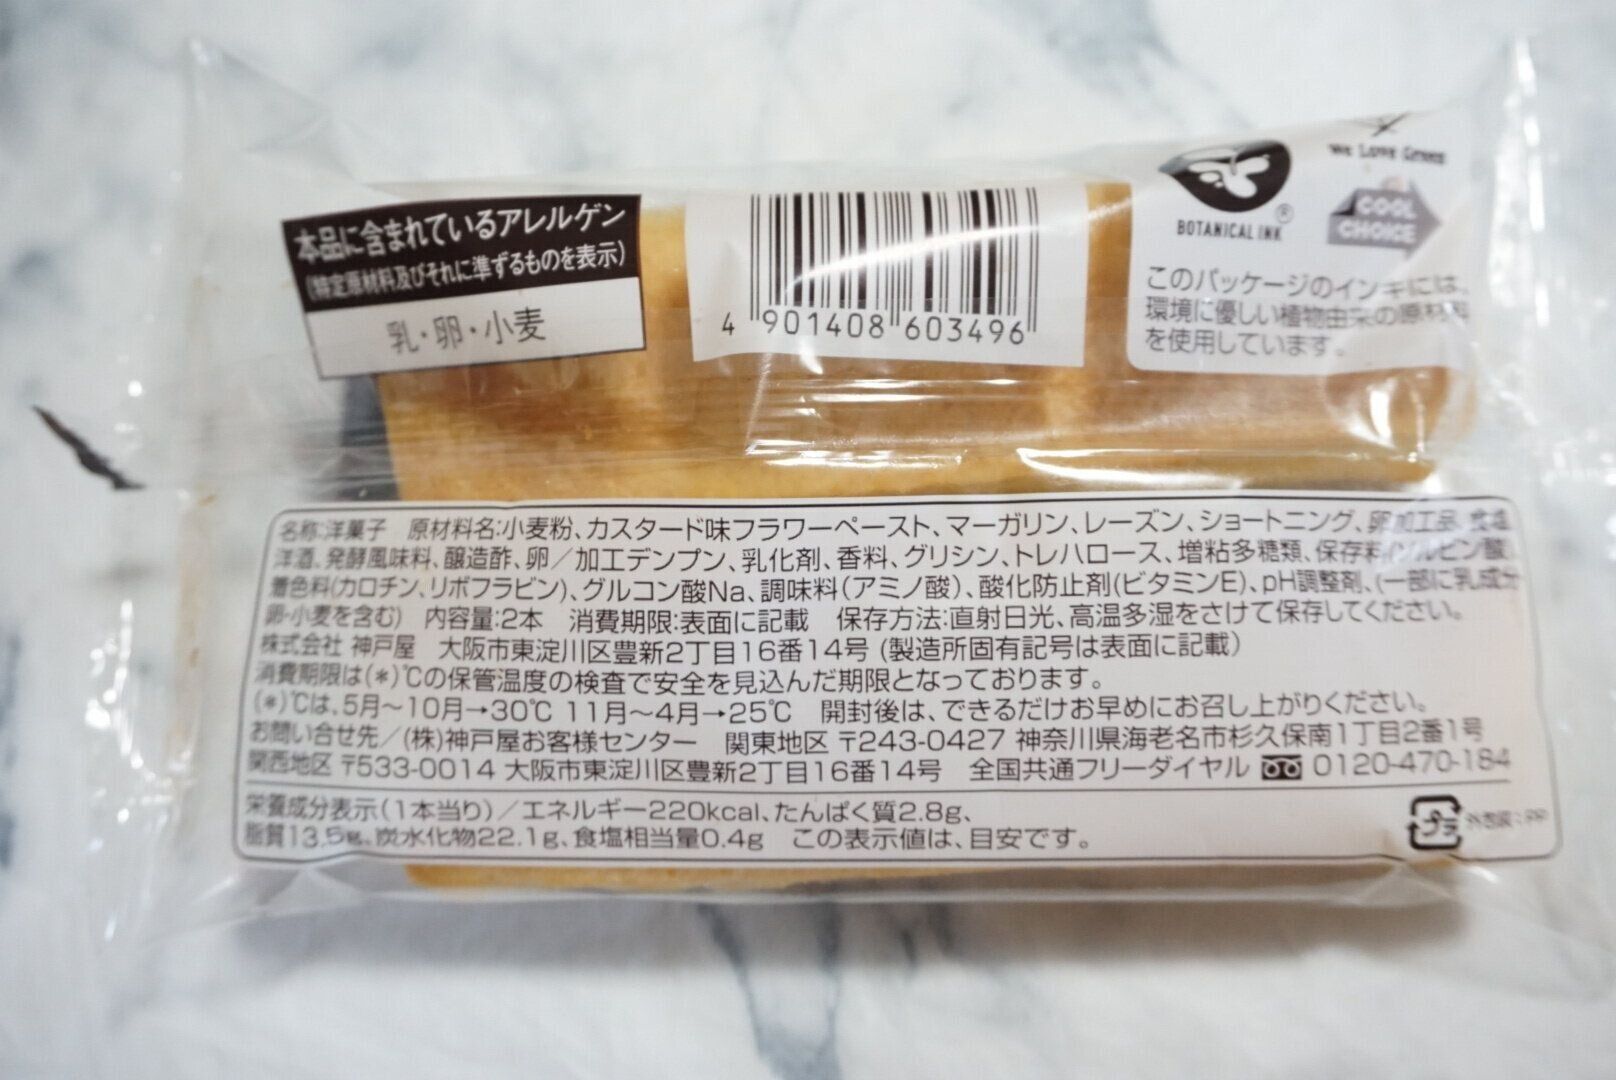 本品に含まれているアレルゲン
(特定原材料及びそれに準ずるものを表示)
乳・卵・小麦
4 901408 603496
BOTANICAL INK
®
We Love Green
COOL
CHOICE
このパッケージのインキには、
環境に優しい植物由来の原材料
を使用しています。
名称:洋菓子 原材料名:小麦粉、カスタード味フラワーペースト、マーガリン、レーズン、ショートニング、卵加工品、食塩、
洋酒、発酵風味料、醸造酢、卵／加工デンプン、乳化剤、香料、グリシン、トレハロース、増粘多糖類、保存料(ソルビン酸)、
着色料(カロチン、リボフラビン)、グルコン酸Na、調味料(アミノ酸)、酸化防止剤(ビタミンE)、pH調整剤、(一部に乳成分・
卵・小麦を含む) 内容量:2本 消費期限:表面に記載 保存方法:直射日光、高温多湿をさけて保存してください。
株式会社 神戸屋 大阪市東淀川区豊新2丁目16番14号 (製造所固有記号は表面に記載)
消費期限は(＊)℃の保管温度の検査で安全を見込んだ期限となっております。
(＊)℃は、5月～10月→30℃ 11月～4月→25℃ 開封後は、できるだけお早めにお召し上がりください。
お問い合せ先／(株)神戸屋お客様センター 関東地区 〒243-0427 神奈川県海老名市杉久保南1丁目2番1号
関西地区 〒533-0014 大阪市東淀川区豊新2丁目16番14号 全国共通フリーダイヤル 0120-470-184
栄養成分表示(1本当り)／エネルギー220kcal、たんぱく質2.8g、
脂質13.5g、炭水化物22.1g、食塩相当量0.4g この表示値は、目安です。
プラ 外包装:PP